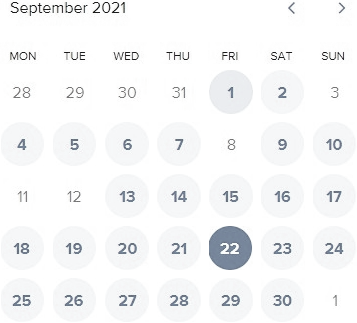 September 2021
MON TUE WED THU FRI SAT SUN
28 29 30 31 1 2 3
4 5 6 7 8 9 10
11 12 13 14 15 16 17
18 19 20 21 22 23 24
25 26 27 28 29 30 1